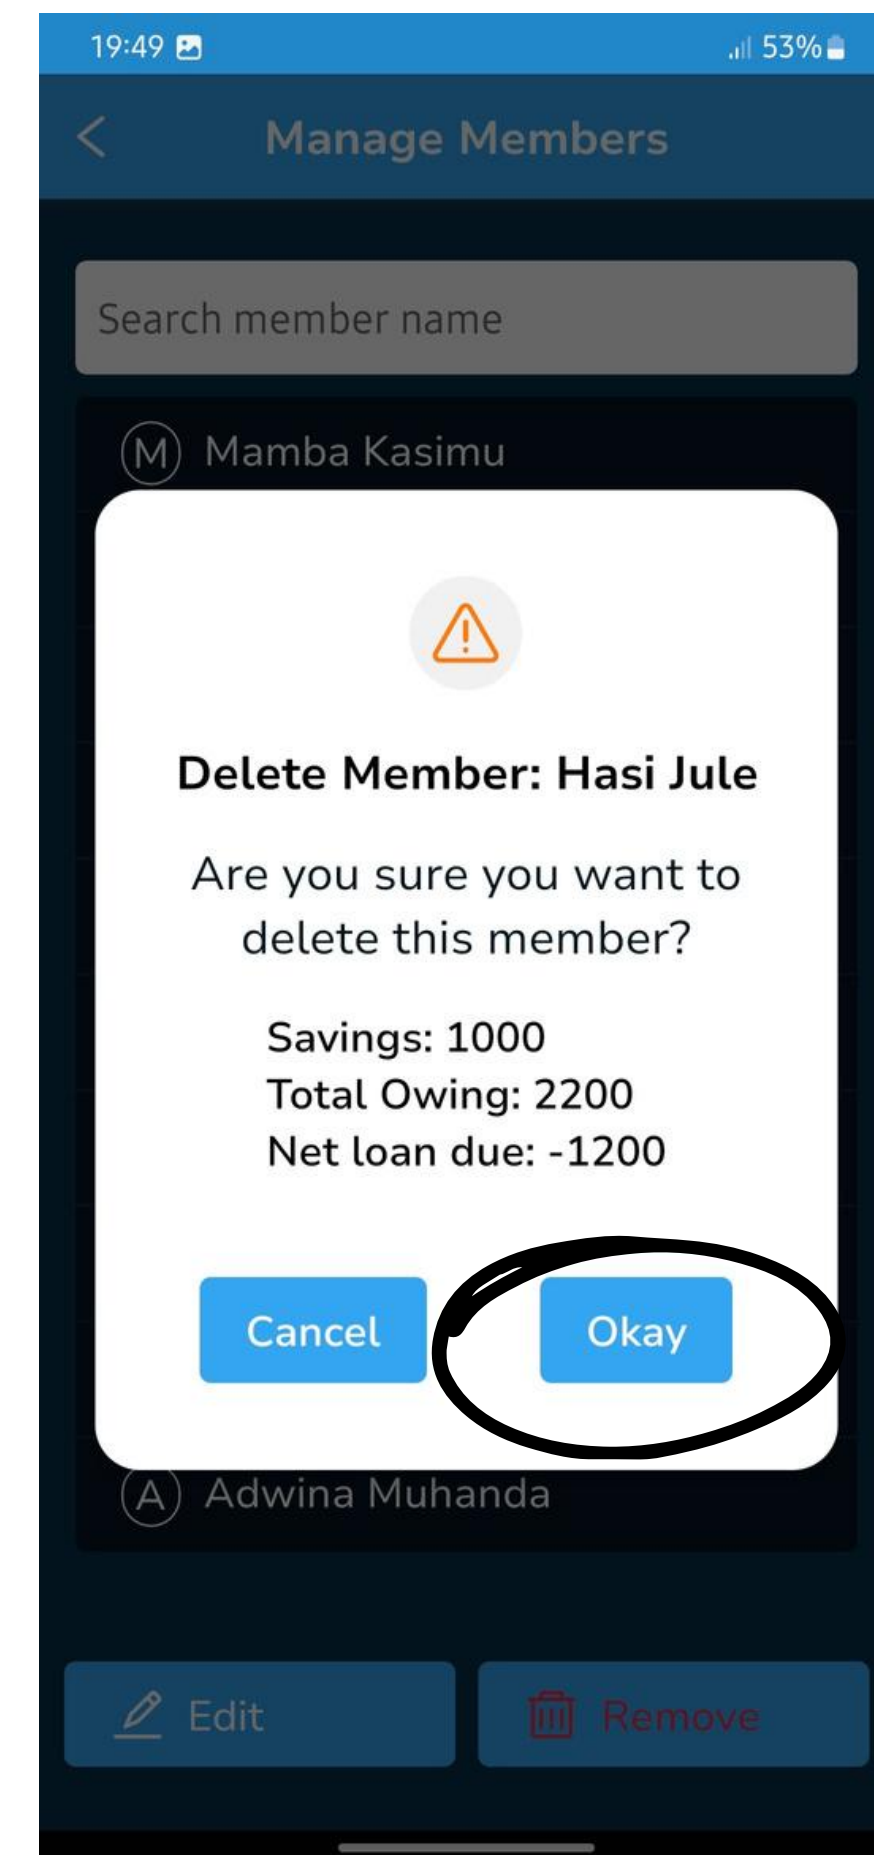 19:49 53%
Manage Members
Search member name
M Mamba Kasimu
Delete Member: Hasi Jule
Are you sure you want to
delete this member?
Savings: 1000
Total Owing: 2200
Net loan due: -1200
Cancel Okay
A Adwina Muhanda
Edit Remove